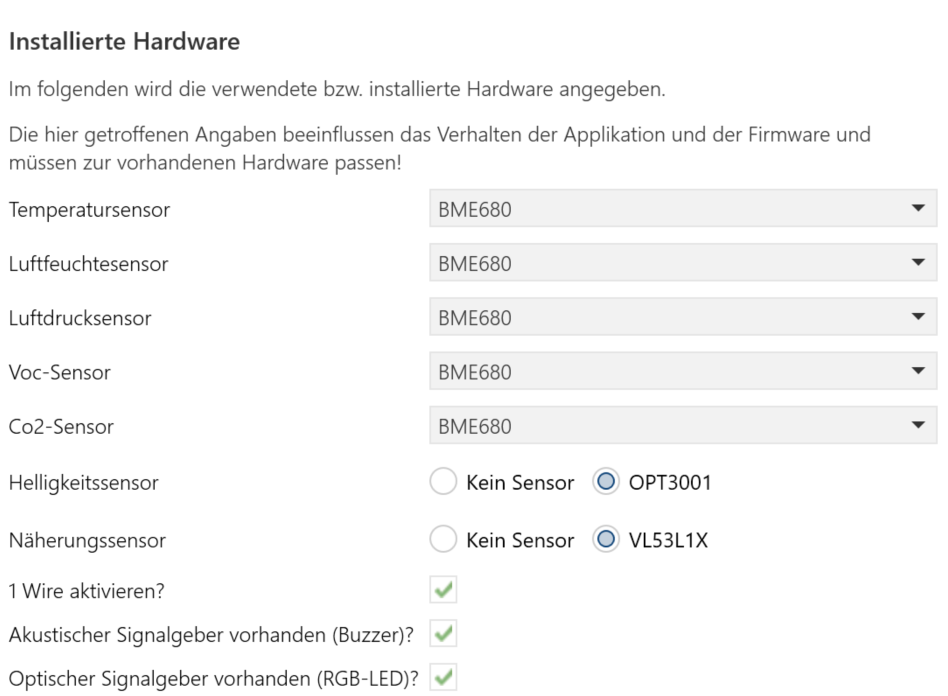 Installierte Hardware
Im folgenden wird die verwendete bzw. installierte Hardware angegeben.
Die hier getroffenen Angaben beeinflussen das Verhalten der Applikation und der Firmware und
müssen zur vorhandenen Hardware passen!
Temperatursensor BME680
Luftfeuchtesensor BME680
Luftdrucksensor BME680
Voc-Sensor BME680
Co2-Sensor BME680
Helligkeitssensor Kein Sensor OPT3001
Näherungssensor Kein Sensor VL53L1X
1 Wire aktivieren?
Akustischer Signalgeber vorhanden (Buzzer)?
Optischer Signalgeber vorhanden (RGB-LED)?